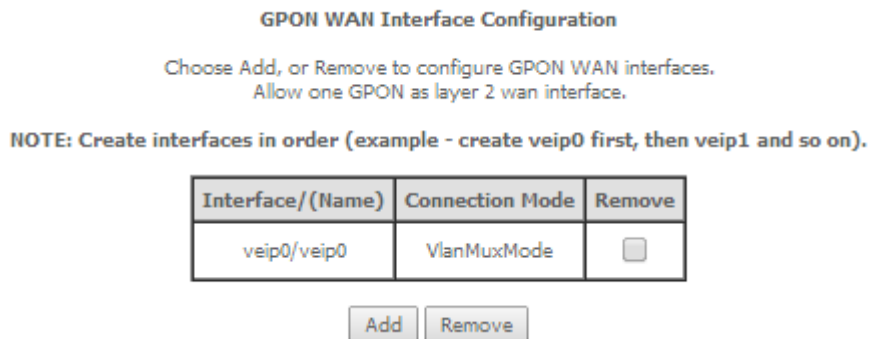 GPON WAN Interface Configuration
Choose Add, or Remove to configure GPON WAN interfaces.
Allow one GPON as layer 2 wan interface.
NOTE: Create interfaces in order (example - create veip0 first, then veip1 and so on).
Interface/(Name) Connection Mode Remove
veip0/veip0 VlanMuxMode
Add Remove